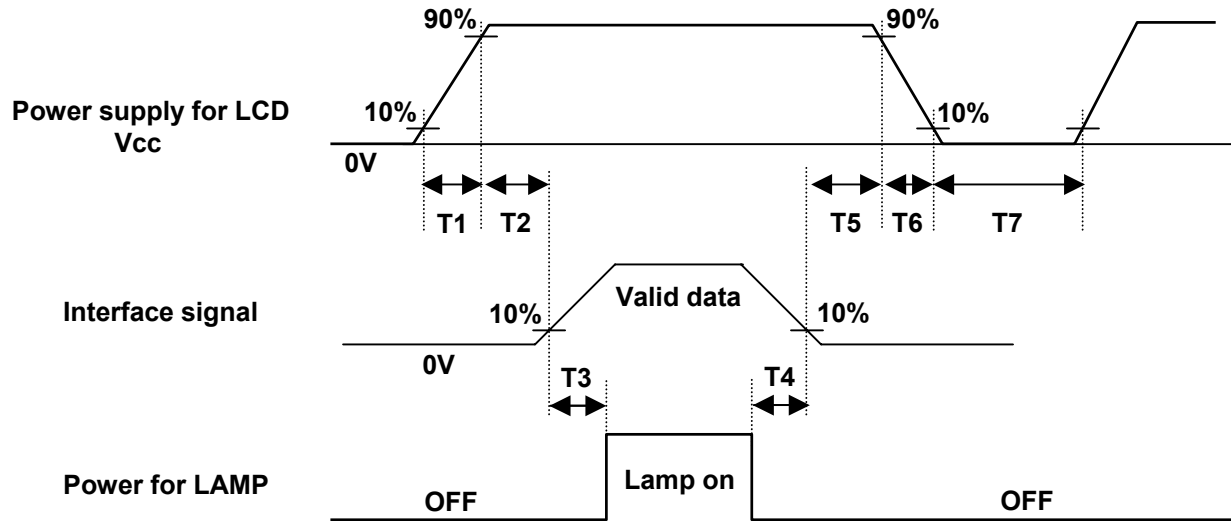 90% 90%
Power supply for LCD
Vcc
10% 10%
0V
T1 T2 T5 T6 T7
Interface signal
Valid data
10% 10%
0V
T3 T4
Power for LAMP
OFF Lamp on OFF